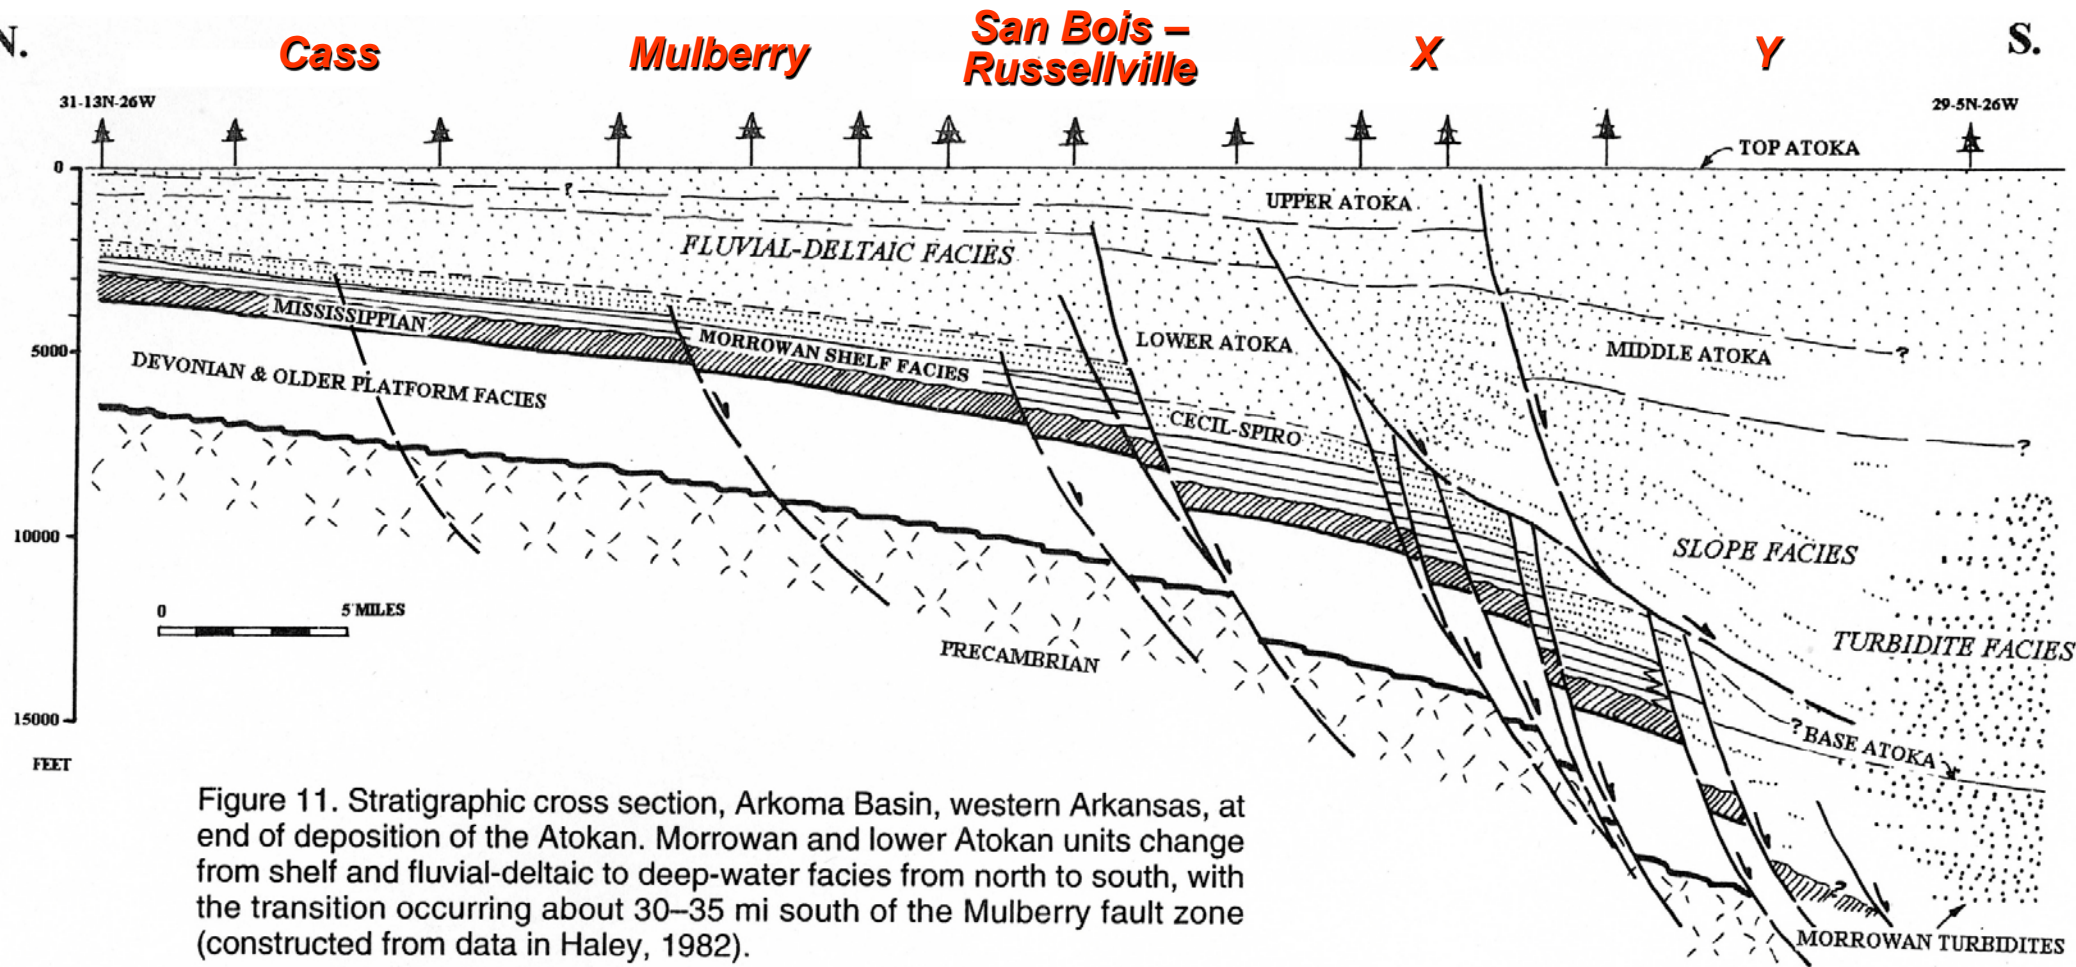 N.
Cass
Mulberry
San Bois –
Russellville
X
Y
S.
31-13N-26W
29-5N-26W
TOP ATOKA
0
?
UPPER ATOKA
FLUVIAL-DELTAIC FACIES
MISSISSIPPIAN
MORROWAN SHELF FACIES
LOWER ATOKA
MIDDLE ATOKA
?
5000
DEVONIAN & OLDER PLATFORM FACIES
CECIL-SPIRO
?
10000
SLOPE FACIES
0
5 MILES
TURBIDITE FACIES
PRECAMBRIAN
15000
? BASE ATOKA
FEET
?
MORROWAN TURBIDITES
Figure 11. Stratigraphic cross section, Arkoma Basin, western Arkansas, at
end of deposition of the Atokan. Morrowan and lower Atokan units change
from shelf and fluvial-deltaic to deep-water facies from north to south, with
the transition occurring about 30–35 mi south of the Mulberry fault zone
(constructed from data in Haley, 1982).